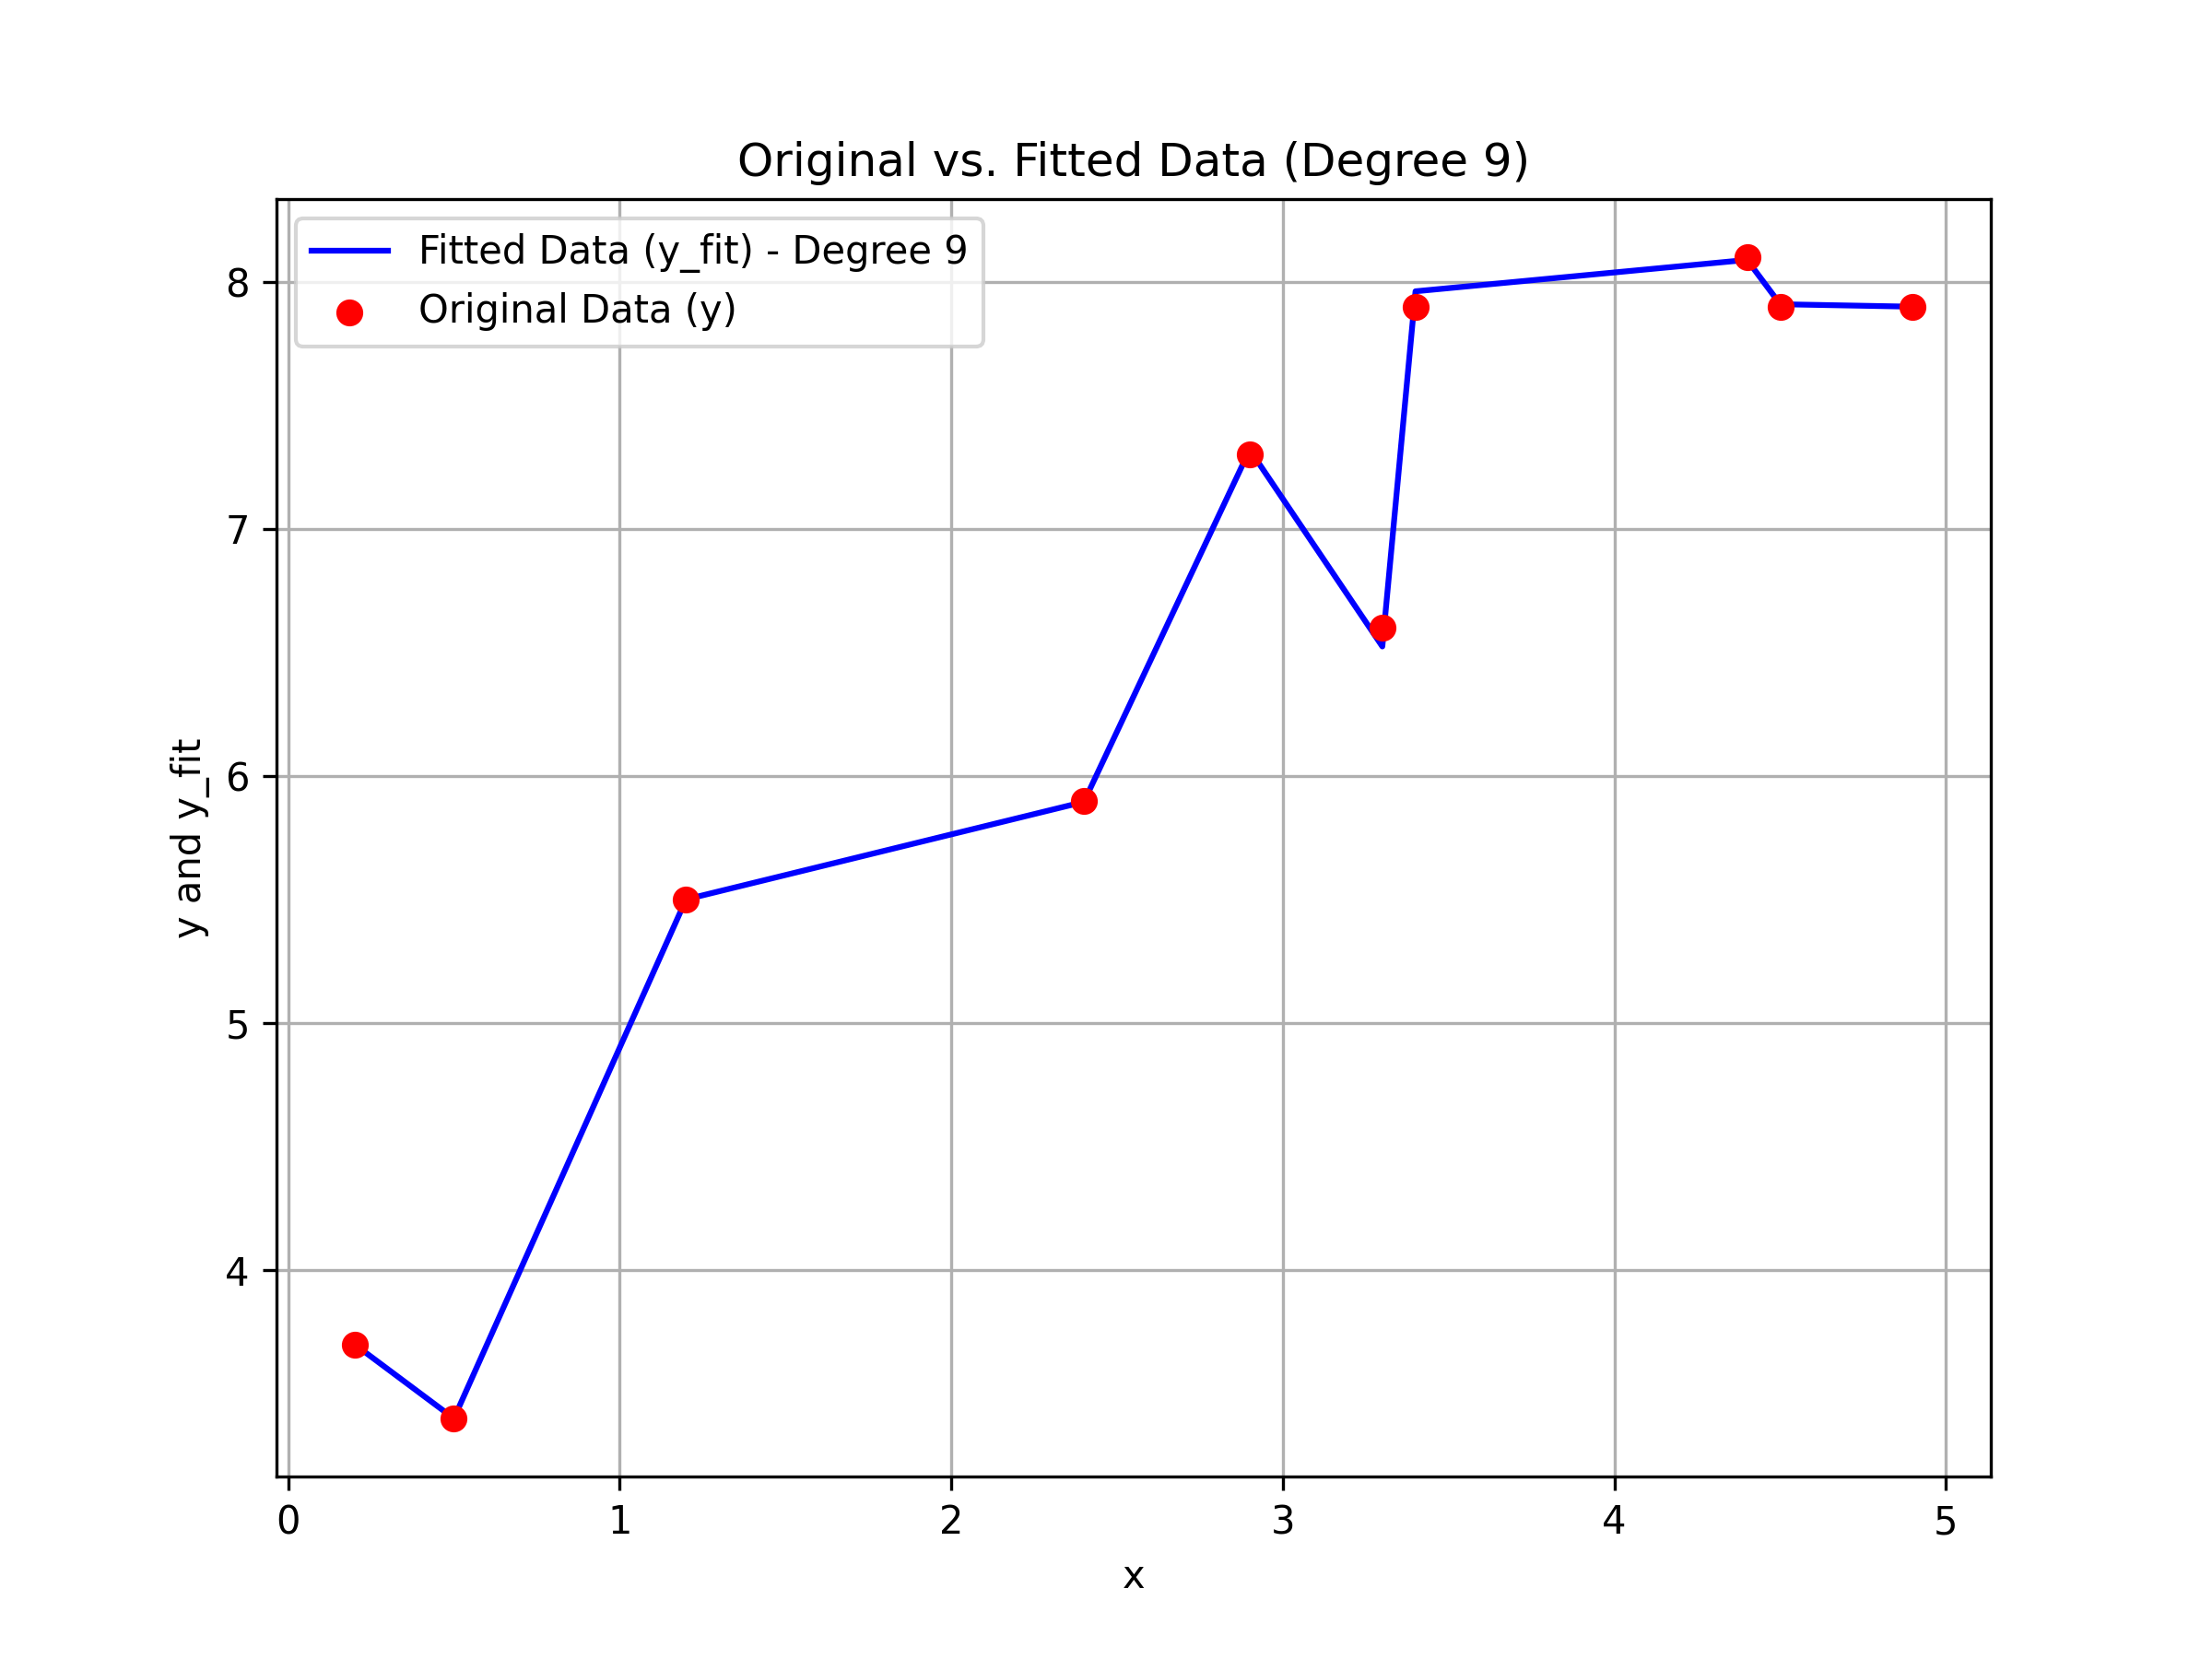 Original vs. Fitted Data (Degree 9)
Fitted Data (y_fit) - Degree 9
Original Data (y)
8
7
6
5
4
y and y_fit
0 1 2 3 4 5
x